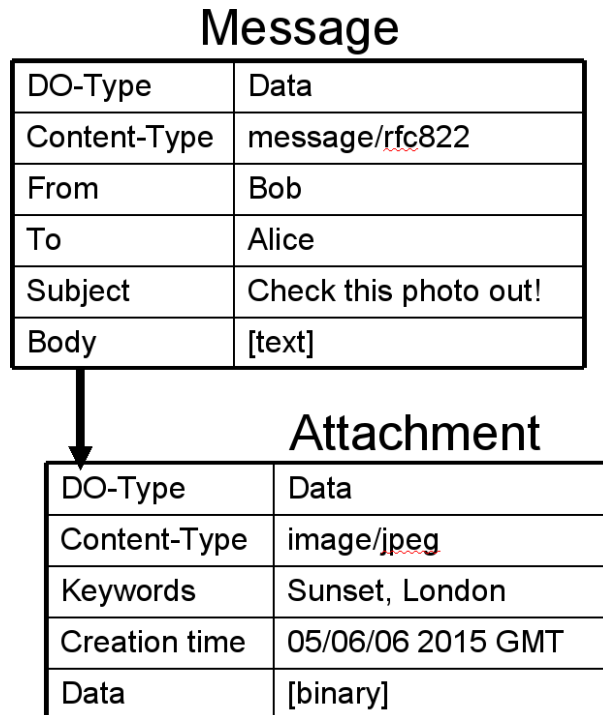 Message
DO-Type Data
Content-Type message/rfc822
From Bob
To Alice
Subject Check this photo out!
Body [text]
Attachment
DO-Type Data
Content-Type image/jpeg
Keywords Sunset, London
Creation time 05/06/06 2015 GMT
Data [binary]